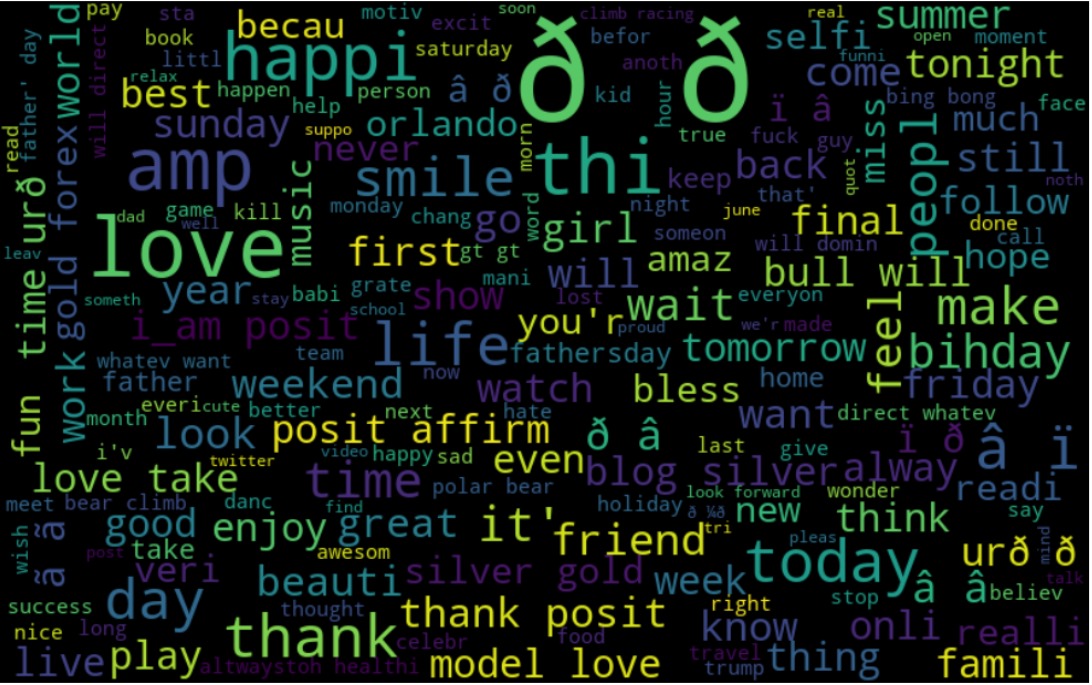 pay
sta
motiv
excit
soon
climb racing
real
summer
book
becau
befor
selfi
open
moment
father' day
will direct
world
littl
happi
saturday
ð
ð
anoth
funni
come
tonight
relax
best
happen
person
â ð
kid
hour
ï â
bing bong
face
read
help
sunday
suppo
orlando
true
fuck
guy
miss
much
never
morn
thi
back
quot
peopl
still
amp
smile
keep
that'
noth
urð
gold forex
music
monday
chang
go
word
girl
night
june
final
follow
dad
game
kill
well
love
someon
done
call
leav
first
gt gt
will domin
hope
time
mani
will
amaz
bull will
year
stay
babi
grate
show
lost
wait
everyon
feel
make
someth
school
i_am posit
you'r
proud
we'r
made
life
fathersday
tomorrow
bihday
work
whatev want
team
now
father
weekend
watch
bless
home
friday
fun
month
everi
cute
better
next
hate
want
direct whatev
look
posit affirm
ð â
last
give
ï ð
â ï
i'v
twitter
video
happy
sad
even
blog silver
alway
love take
time
polar bear
look forward
wonder
readi
meet
bear climb
danc
find
holiday
ð ¼ð
new
think
say
good
enjoy
great
it'
friend
tri
wish
ã â
post
take
awesom
pleas
today
urð ð
mind
talk
veri
beauti
silver gold
week
â â
believ
success
day
thought
thank posit
right
stop
nice
long
thank
celebr
food
know
onli
realli
live
play
altwaystoh healthi
model love
travel
trump
thing
famili